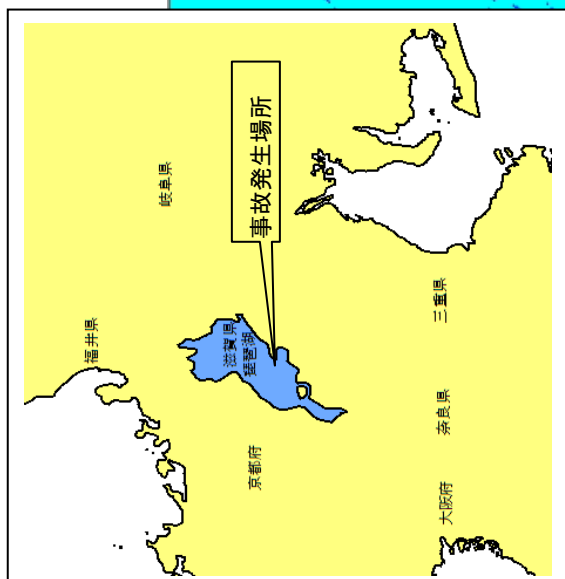 福井県
岐阜県
事故発生場所
滋賀県
琵琶湖
京都府
三重県
奈良県
大阪府